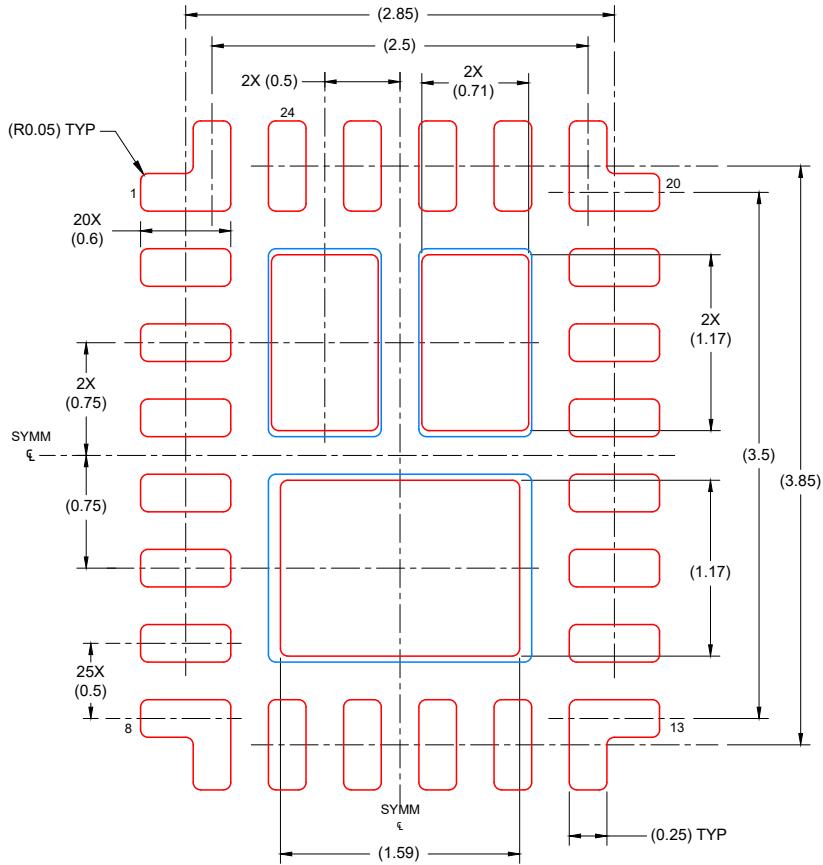 (2.85)
(2.5)
2X (0.5)
2X
(0.71)
24
(R0.05) TYP
1
20
20X
(0.6)
2X
(1.17)
2X
(0.75)
SYMM
℄
(3.5)
(3.85)
(0.75)
(1.17)
25X
(0.5)
8
13
SYMM
℄
(0.25) TYP
(1.59)